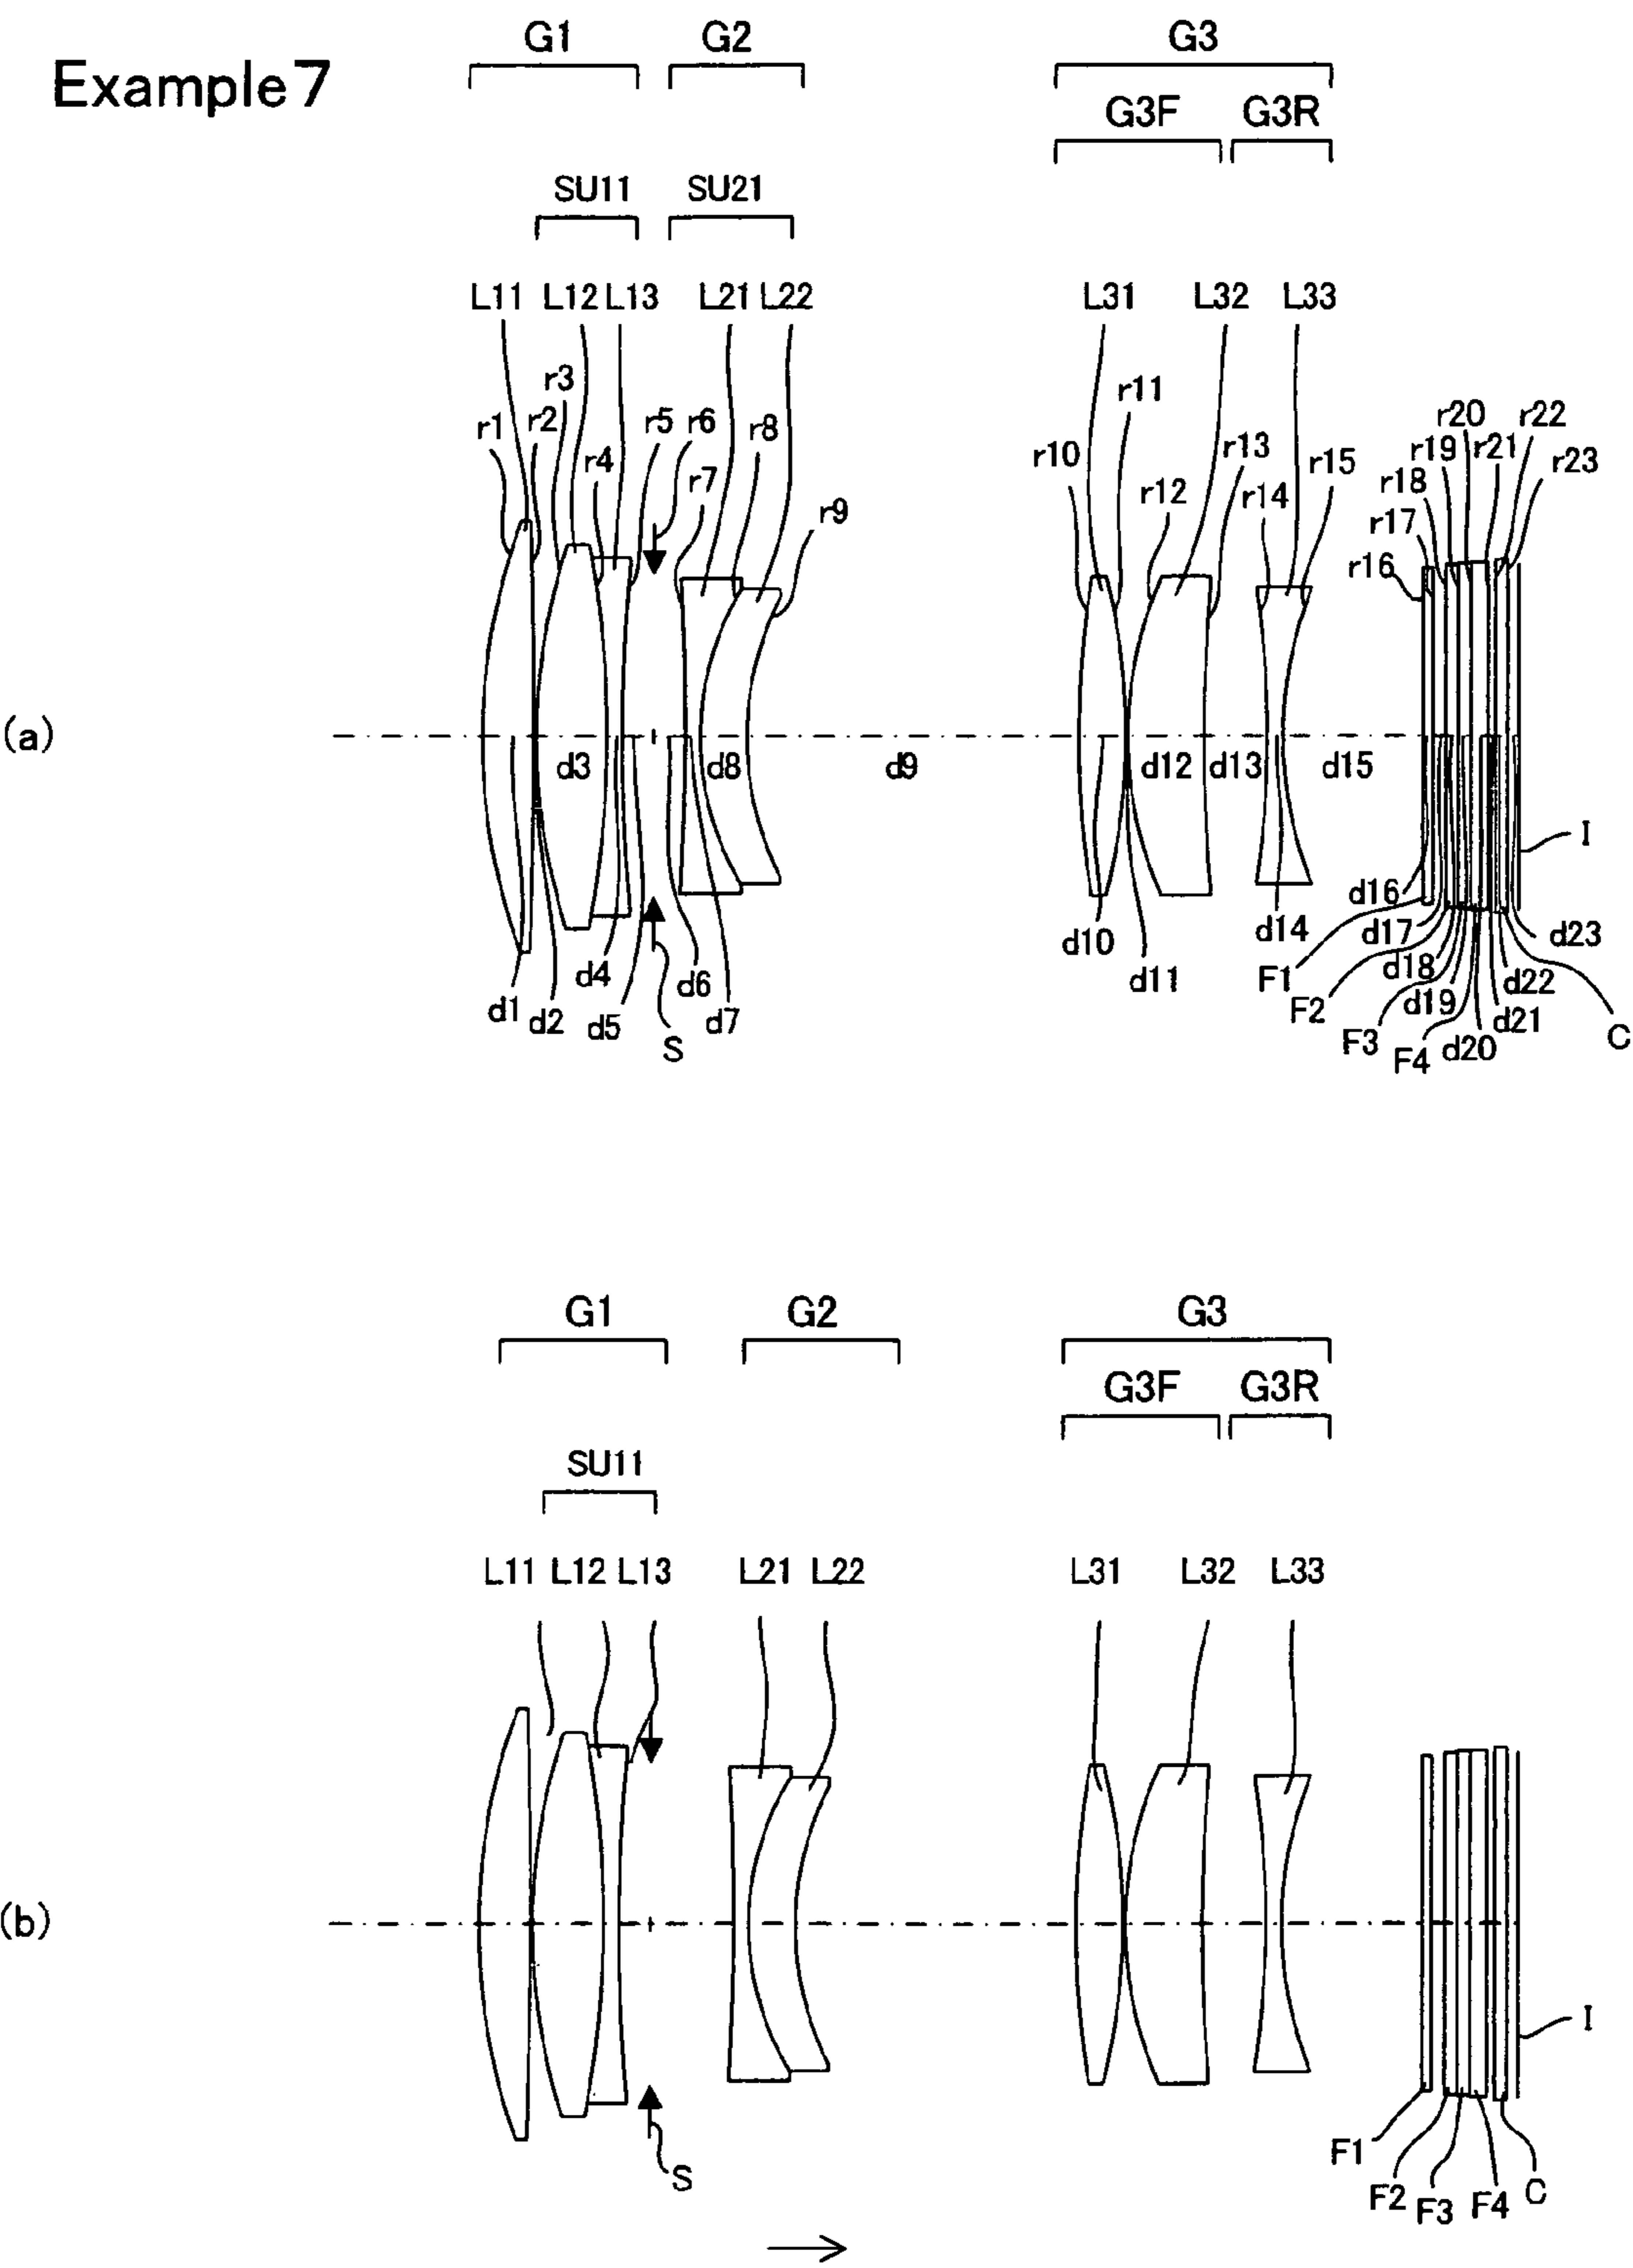 G1 G2 G3
Example 7
G3F G3R
SU11 SU21
L11 L12 L13 L21 L22 L31 L32 L33
r3 r11
r1 r2 r5 r6 r8 r20 r22
r4 r7 r10 r13 r19 r21 r23
r9 r12 r14 r15 r18
r17
r16
(a)
d3 d8 d9 d12 d13 d15
I
d16
d10 d14 d17 d23
d4 d6 d11 F1 d18 d22
d1 d2 d5 d7 F2 d19 d21
S F3 F4 d20 C
G1 G2 G3
G3F G3R
SU11
L11 L12 L13 L21 L22 L31 L32 L33
(b)
I
F1
S F2 F3 F4 C